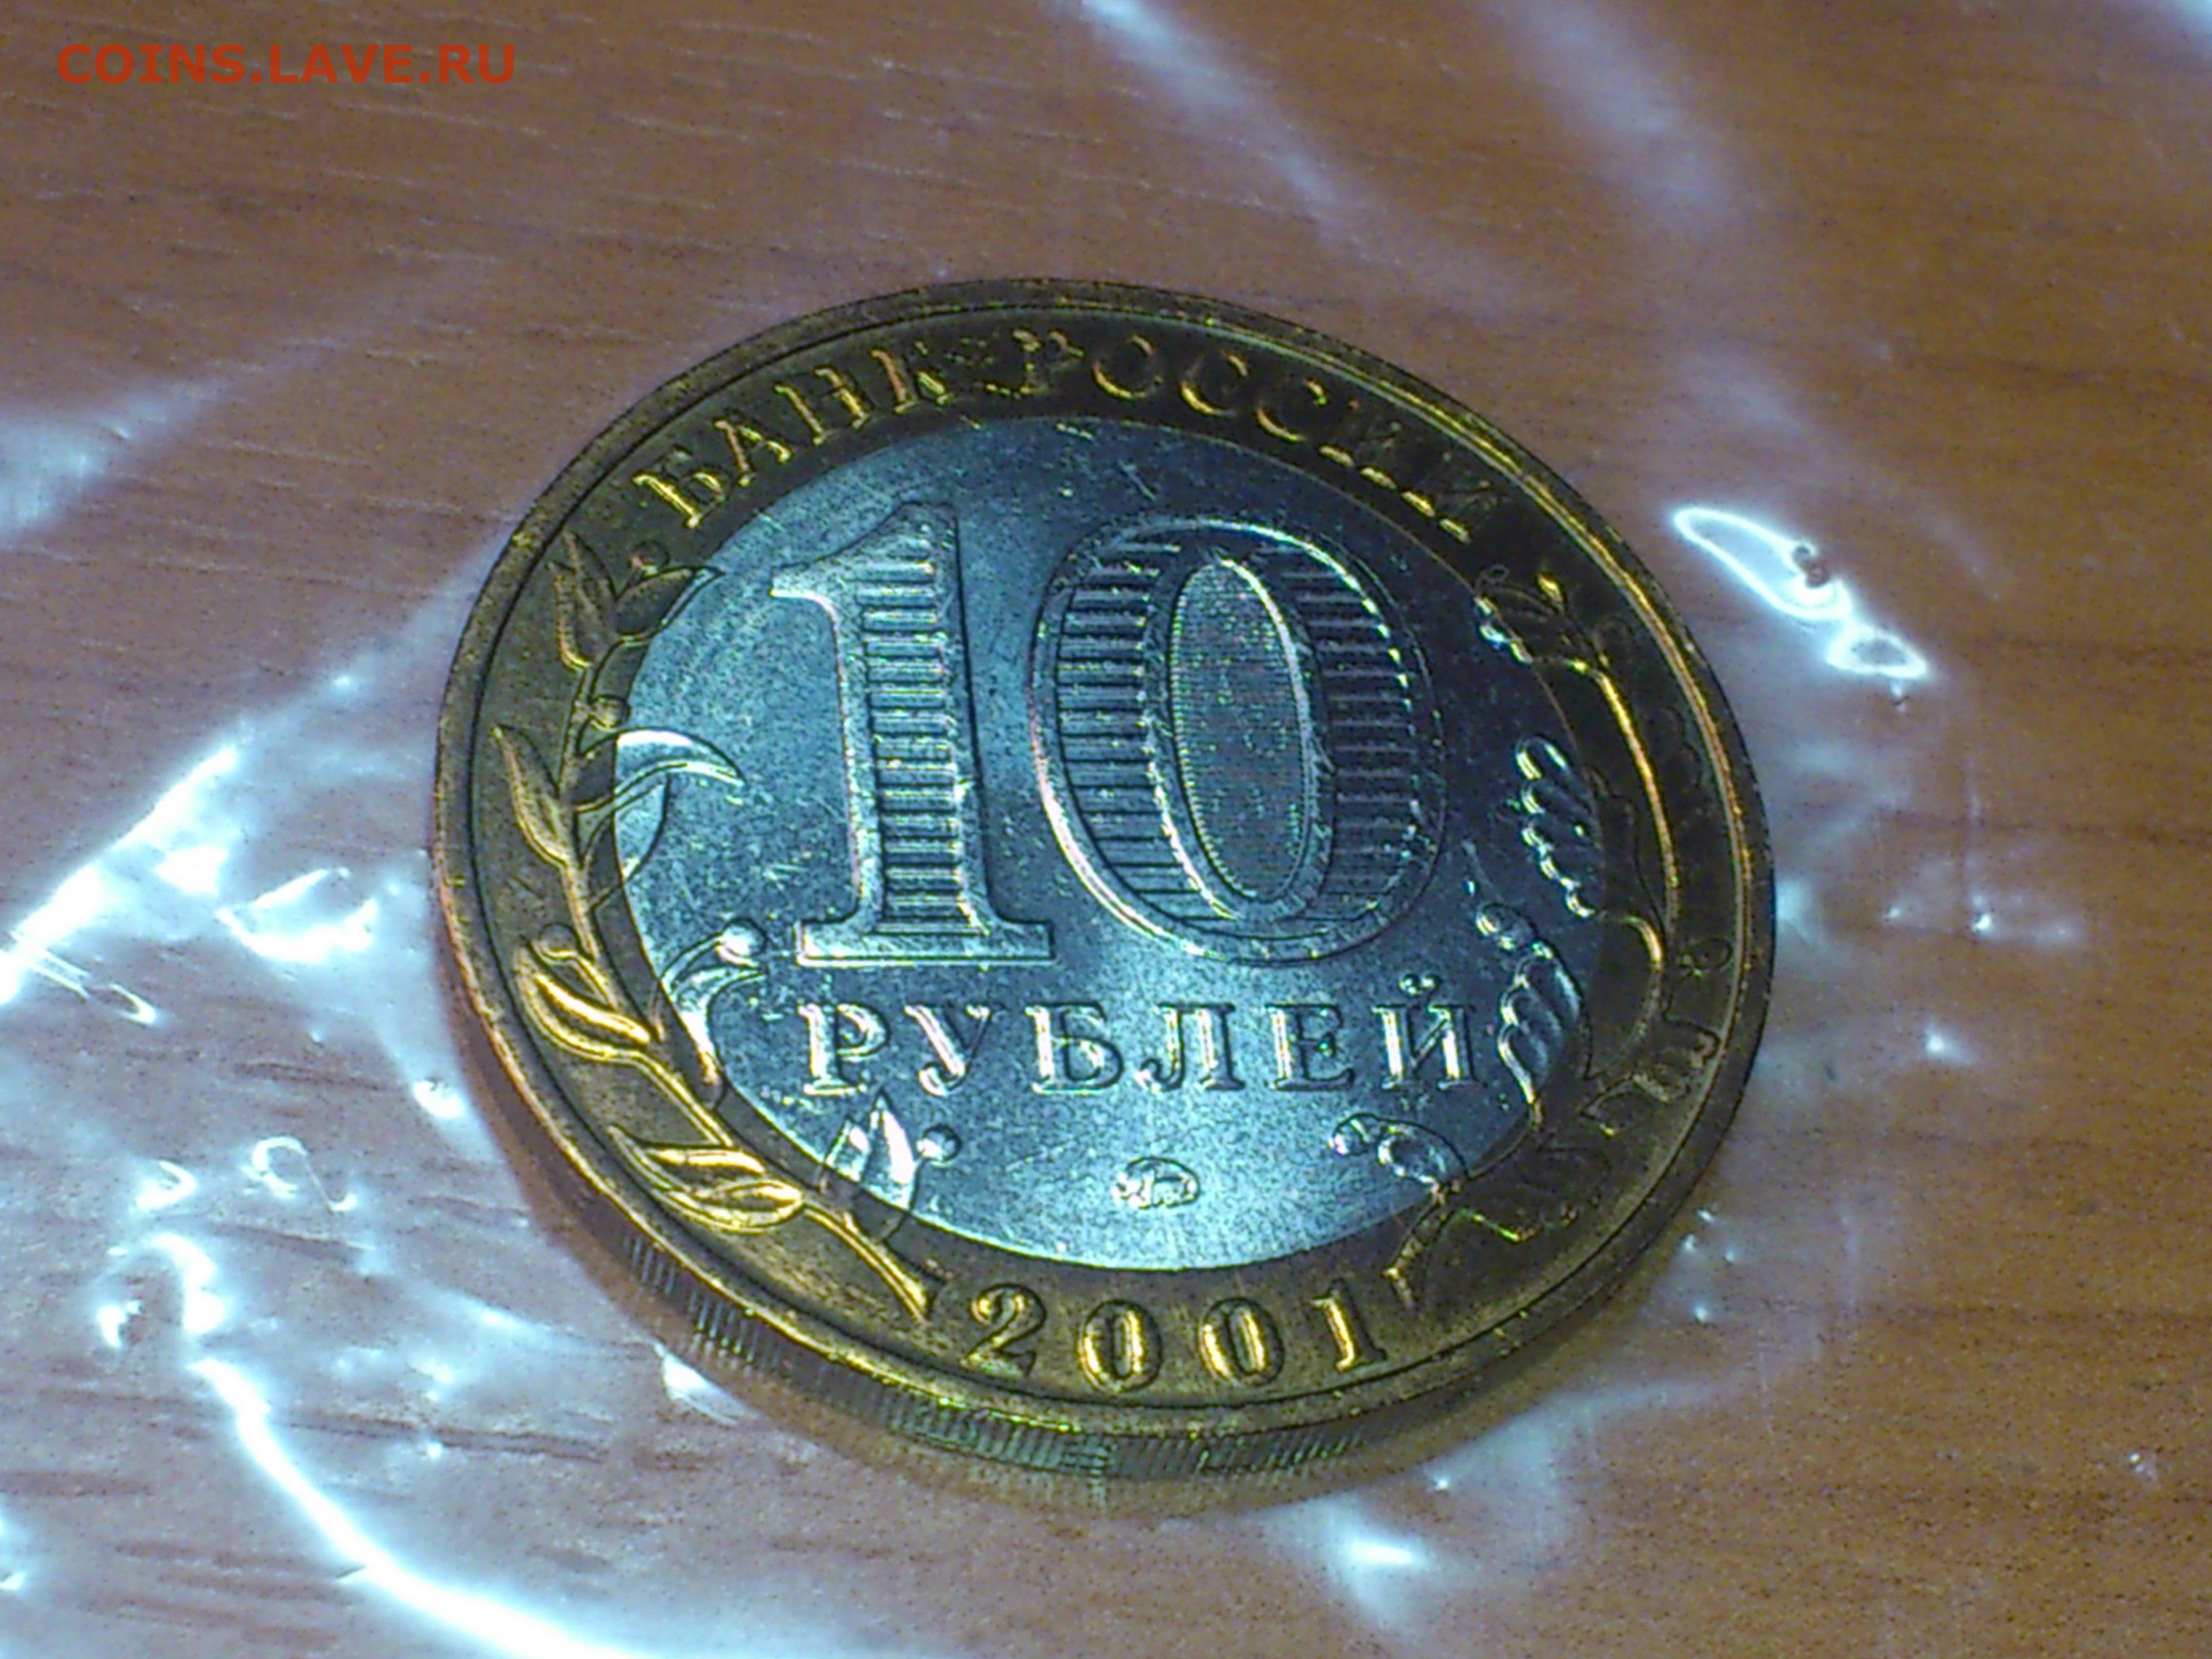 COINS.LAVE.RU
БАНК РОССИИ
10
РУБЛЕЙ
2001